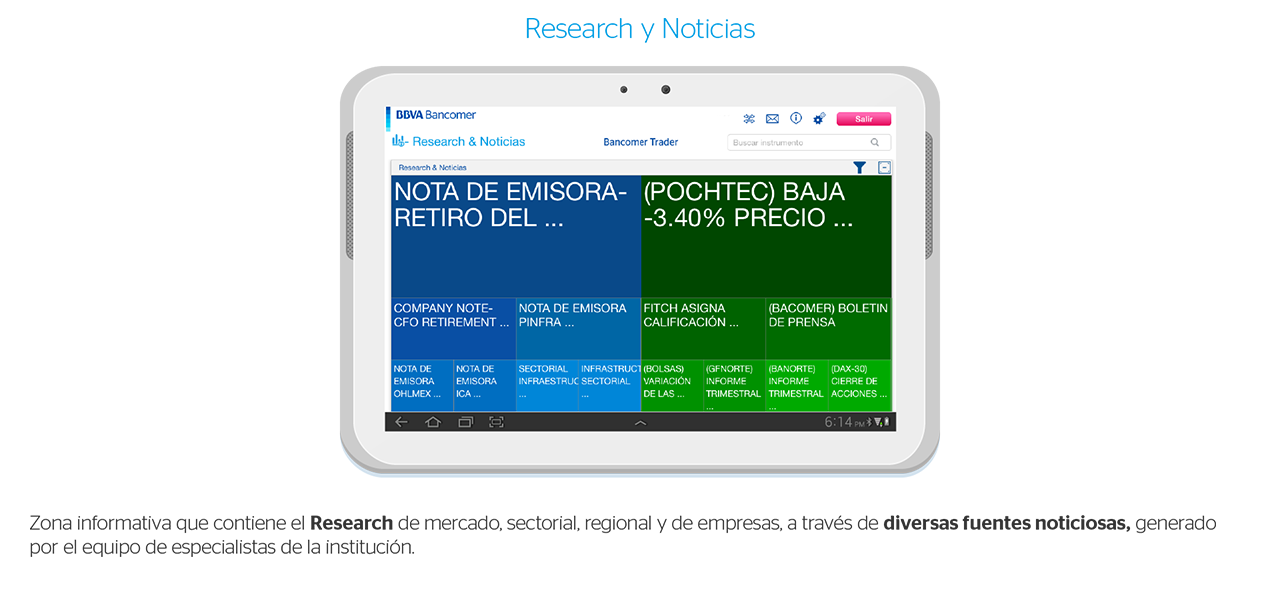 Research y Noticias
BBVA Bancomer
Salir
Research & Noticias
Bancomer Trader
Buscar instrumento
Research & Noticias
NOTA DE EMISORA-
RETIRO DEL ...
(POCHTEC) BAJA
-3.40% PRECIO ...
COMPANY NOTE-
CFO RETIREMENT ...
NOTA DE EMISORA
PINFRA ...
FITCH ASIGNA
CALIFICACIÓN ...
(BACOMER) BOLETIN
DE PRENSA
NOTA DE
EMISORA
OHLMEX ...
NOTA DE
EMISORA
ICA ...
SECTORIAL
INFRAESTRUC
...
INFRASTRUCT
SECTORIAL
...
(BOLSAS)
VARIACIÓN
DE LAS ...
(GFNORTE)
INFORME
TRIMESTRAL
...
(BANORTE)
INFORME
TRIMESTRAL
...
(DAX-30)
CIERRE DE
ACCIONES ...
6:14 PM
Zona informativa que contiene el Research de mercado, sectorial, regional y de empresas, a través de diversas fuentes noticiosas, generado
por el equipo de especialistas de la institución.